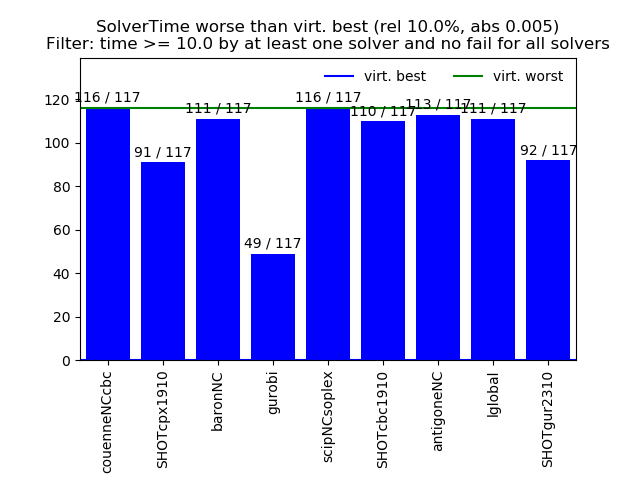 SolverTime worse than virt. best (rel 10.0%, abs 0.005)
Filter: time >= 10.0 by at least one solver and no fail for all solvers
virt. best
virt. worst
116 / 117
91 / 117
111 / 117
49 / 117
116 / 117
110 / 117
113 / 117
111 / 117
92 / 117
120
100
80
60
40
20
0
couenneNCcbc
SHOTcpx1910
baronNC
gurobi
scipNCsoplex
SHOTcbc1910
antigoneNC
lglobal
SHOTgur2310